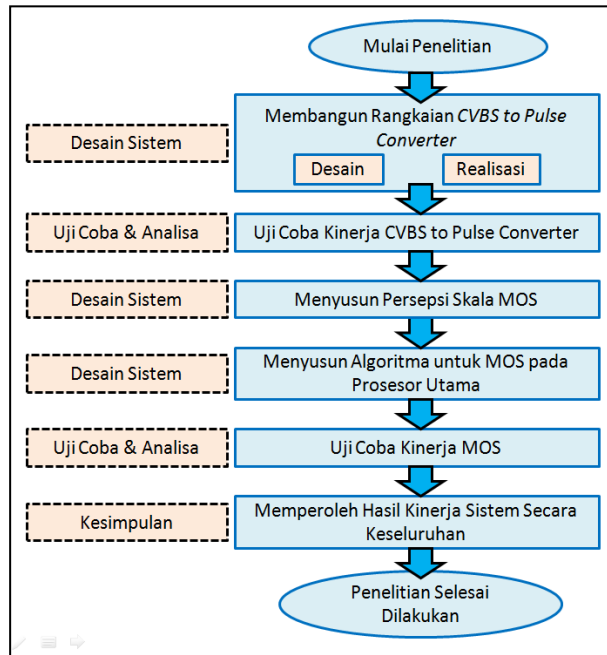 Mulai Penelitian
Desain Sistem
Membangun Rangkaian CVBS to Pulse
Converter
Desain
Realisasi
Uji Coba & Analisa
Uji Coba Kinerja CVBS to Pulse Converter
Desain Sistem
Menyusun Persepsi Skala MOS
Desain Sistem
Menyusun Algoritma untuk MOS pada
Prosesor Utama
Uji Coba & Analisa
Uji Coba Kinerja MOS
Kesimpulan
Memperoleh Hasil Kinerja Sistem Secara
Keseluruhan
Penelitian Selesai
Dilakukan